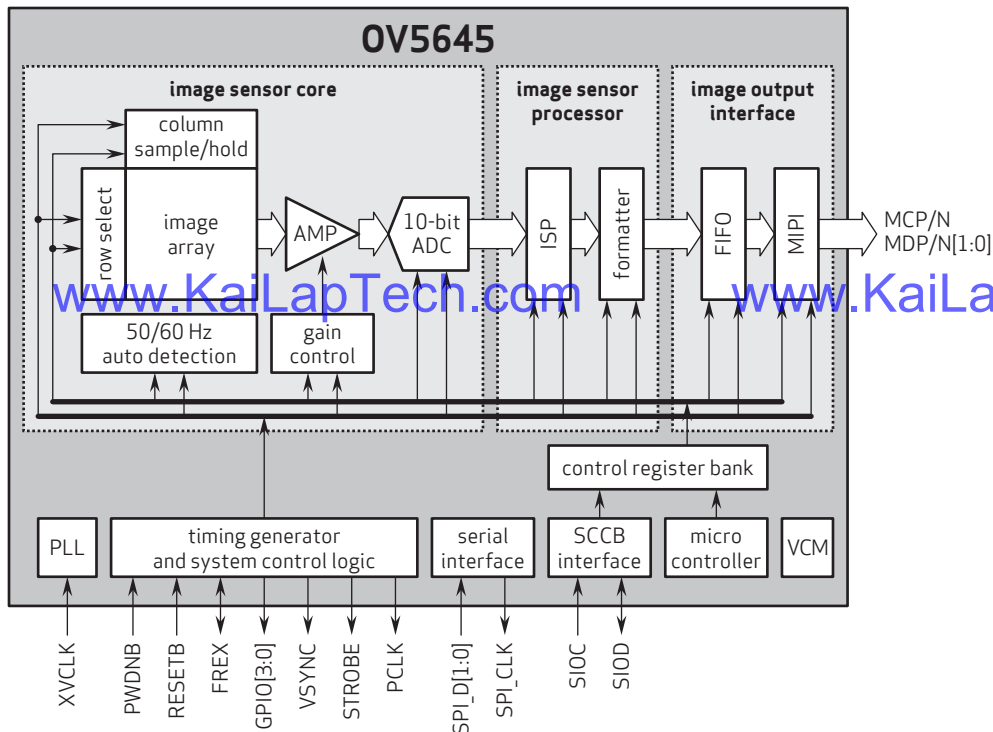 OV5645
image sensor core
image sensor
processor
image output
interface
column
sample/hold
row select
image
array
AMP
10-bit
ADC
ISP
formatter
FIFO
MIPI
MCP/N
MDP/N[1:0]
www.KaiLapTech.com
www.KaiLa
50/60 Hz
auto detection
gain
control
control register bank
PLL
timing generator
and system control logic
serial
interface
SCCB
interface
micro
controller
VCM
XVCLK
PWDNB
RESETB
FREX
GPIO[3:0]
VSYNC
STROBE
PCLK
SPI_D[1:0]
SPI_CLK
SIOC
SIOD